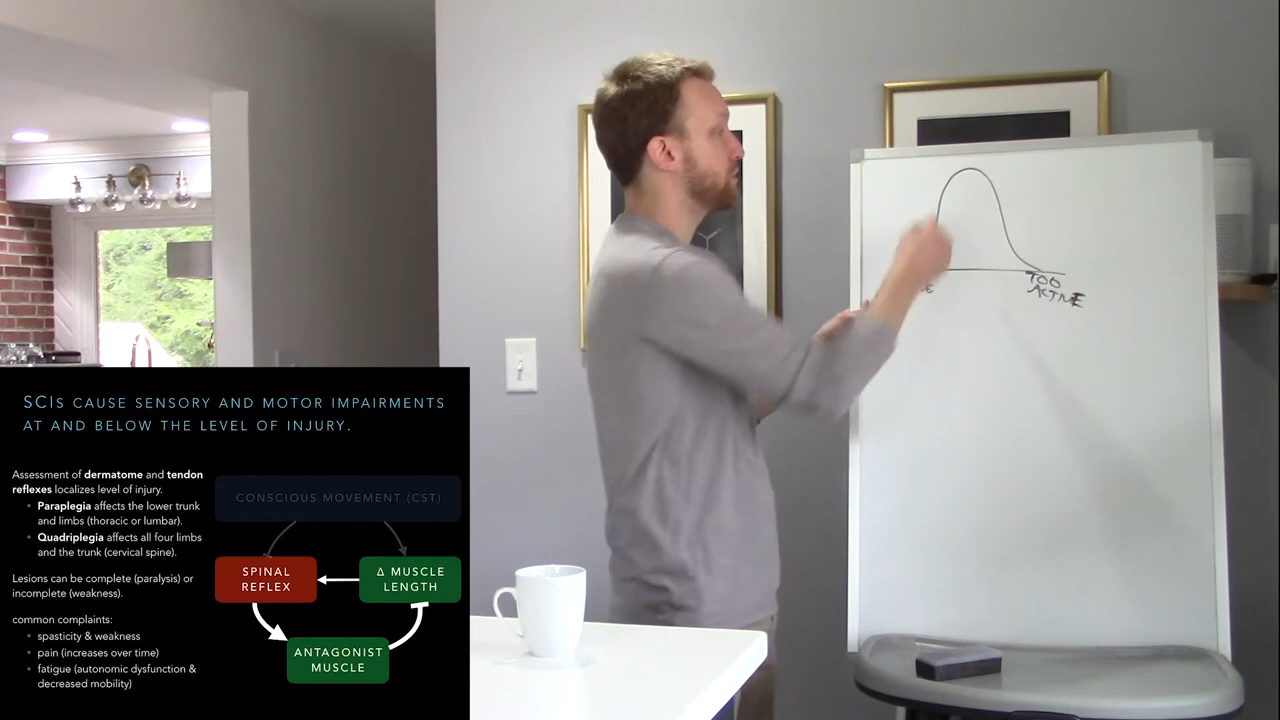 TOO
ACTIVE
SCIS CAUSE SENSORY AND MOTOR IMPAIRMENTS
AT AND BELOW THE LEVEL OF INJURY.
Assessment of dermatome and tendon
reflexes localizes level of injury.
• Paraplegia affects the lower trunk
and limbs (thoracic or lumbar).
• Quadriplegia affects all four limbs
and the trunk (cervical spine).
Lesions can be complete (paralysis) or
incomplete (weakness).
common complaints:
• spasticity & weakness
• pain (increases over time)
• fatigue (autonomic dysfunction &
decreased mobility)
CONSCIOUS MOVEMENT (CST)
SPINAL
REFLEX
Δ MUSCLE
LENGTH
ANTAGONIST
MUSCLE